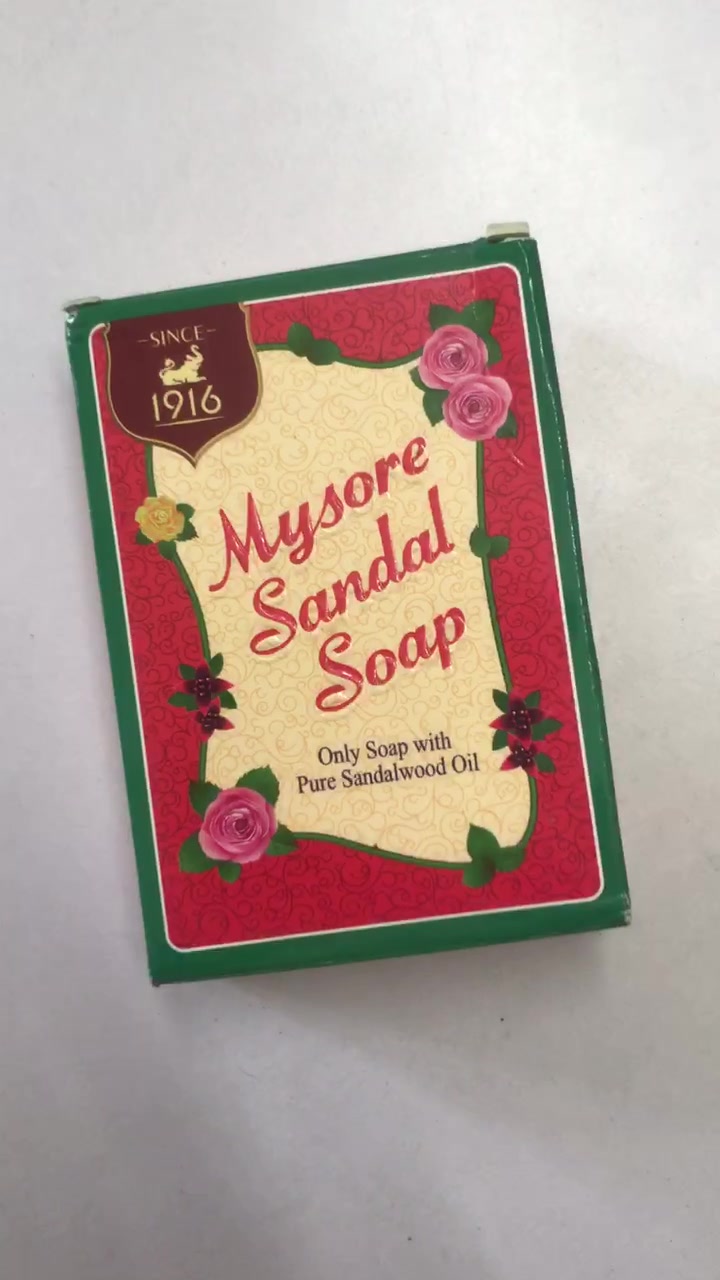 -SINCE-
1916
Mysore
Sandal
Soap
Only Soap with
Pure Sandalwood Oil